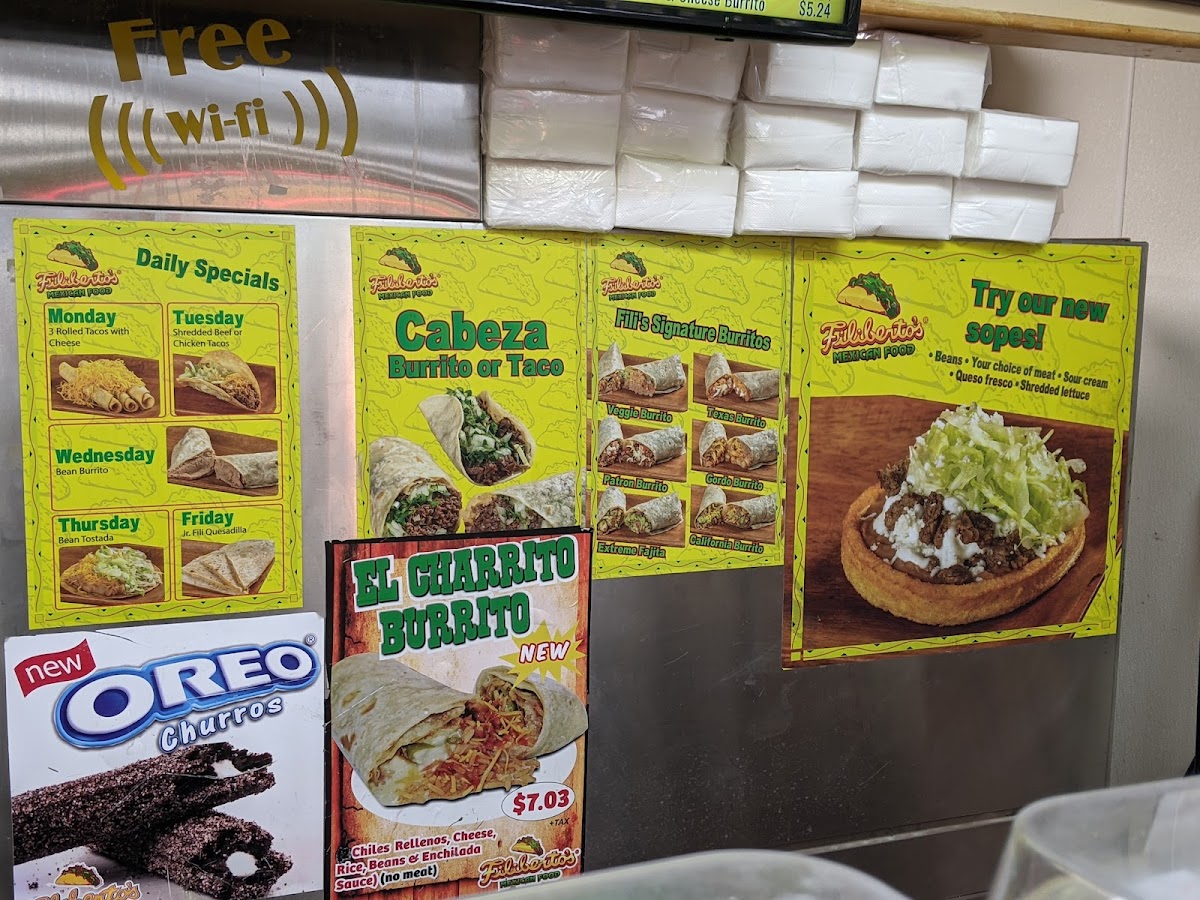 Cheese Burrito $5.24
Free
Wi-fi
Filiberto's®
MEXICAN FOOD
Daily Specials
Monday
3 Rolled Tacos with
Cheese
Tuesday
Shredded Beef or
Chicken Tacos
Wednesday
Bean Burrito
Thursday
Bean Tostada
Friday
Jr. Fili Quesadilla
Filiberto's®
MEXICAN FOOD
Cabeza
Burrito or Taco
Filiberto's®
MEXICAN FOOD
Fili's Signature Burritos
Veggie Burrito
Texas Burrito
Patron Burrito
Gordo Burrito
Extreme Fajita
California Burrito
Filiberto's®
MEXICAN FOOD
Try our new
sopes!
• Beans • Your choice of meat • Sour cream
• Queso fresco • Shredded lettuce
new
OREO®
Churros
Filiberto's
EL CHARRITO
BURRITO
NEW
$7.03
+TAX
Chiles Rellenos, Cheese,
Rice, Beans & Enchilada
Sauce) (no meat)
Filiberto's®
MEXICAN FOOD